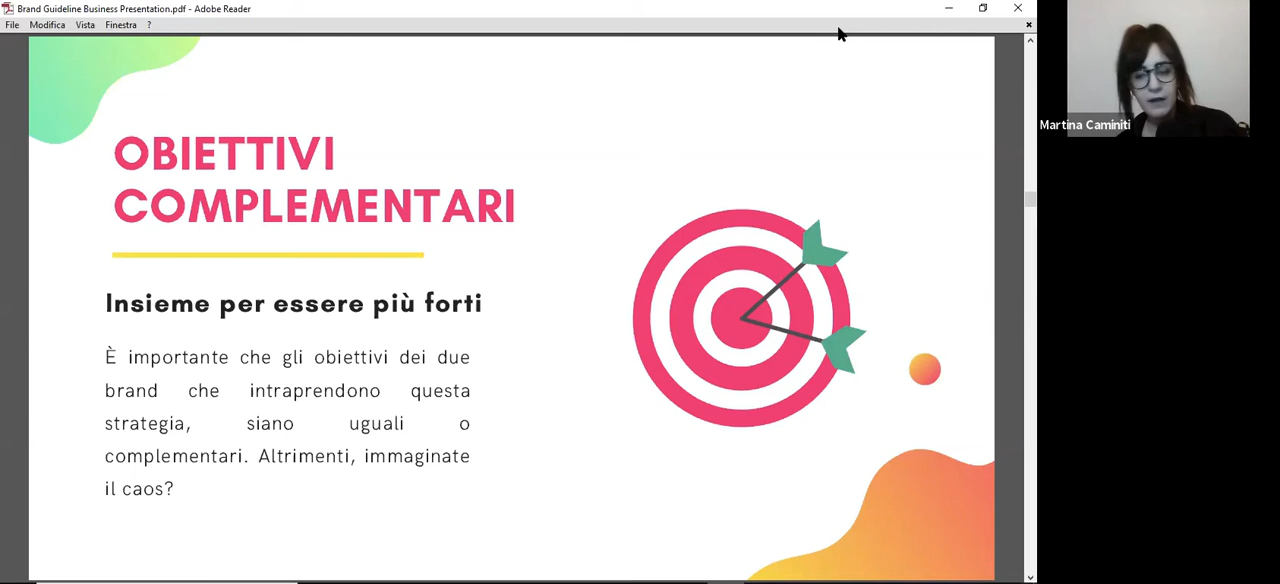 Brand Guideline Business Presentation.pdf - Adobe Reader
File Modifica Vista Finestra ?
OBIETTIVI
COMPLEMENTARI
Insieme per essere più forti
È importante che gli obiettivi dei due
brand che intraprendono questa
strategia, siano uguali o
complementari. Altrimenti, immaginate
il caos?
Martina Caminiti